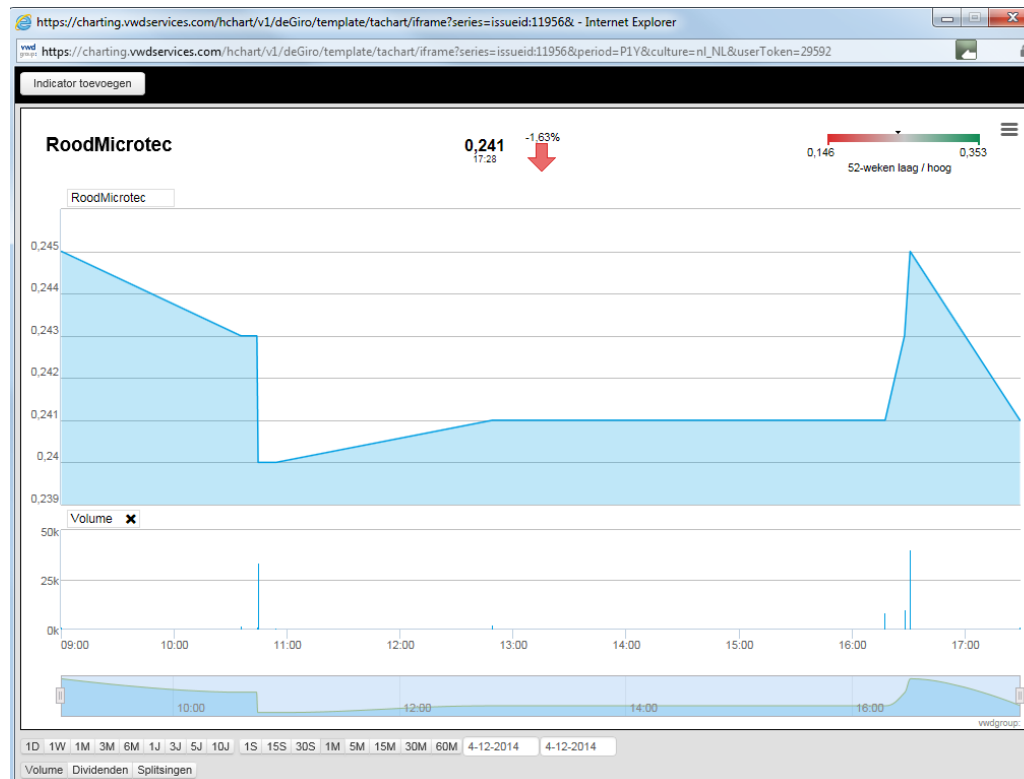 https://charting.vwdservices.com/hchart/v1/deGiro/template/tachart/iframe?series=issueid:11956& - Internet Explorer
vwd group: https://charting.vwdservices.com/hchart/v1/deGiro/template/tachart/iframe?series=issueid:11956&period=P1Y&culture=nl_NL&userToken=29592
Indicator toevoegen
RoodMicrotec
0,241
17:28
-1,63%
0,146 0,353
52-weken laag / hoog
RoodMicrotec
0,245
0,244
0,243
0,242
0,241
0,24
0,239
Volume ✖
50k
25k
0k
09:00 10:00 11:00 12:00 13:00 14:00 15:00 16:00 17:00
10:00 12:00 14:00 16:00
vwdgroup:
1D 1W 1M 3M 6M 1J 3J 5J 10J 1S 15S 30S 1M 5M 15M 30M 60M 4-12-2014 4-12-2014
Volume Dividenden Splitsingen